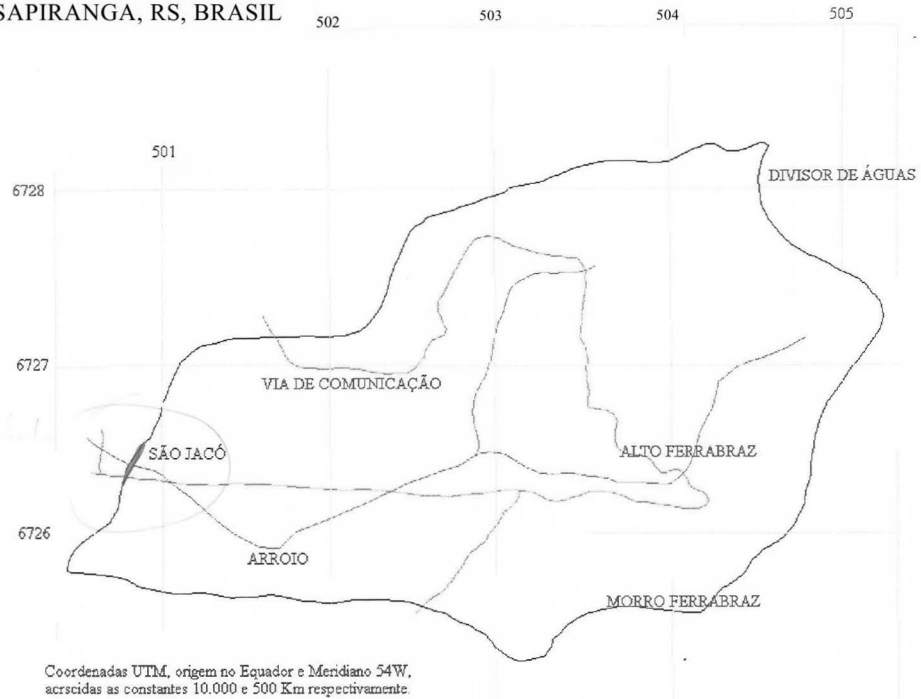 SAPIRANGA, RS, BRASIL
502
503
504
505
501
6728
DIVISOR DE ÁGUAS
6727
VIA DE COMUNICAÇÃO
SÃO JACÓ
ALTO FERRABRAZ
6726
ARROIO
MORRO FERRABRAZ
Coordenadas UTM, origem no Equador e Meridiano 54W,
acrscidas as constantes 10.000 e 500 Km respectivamente.